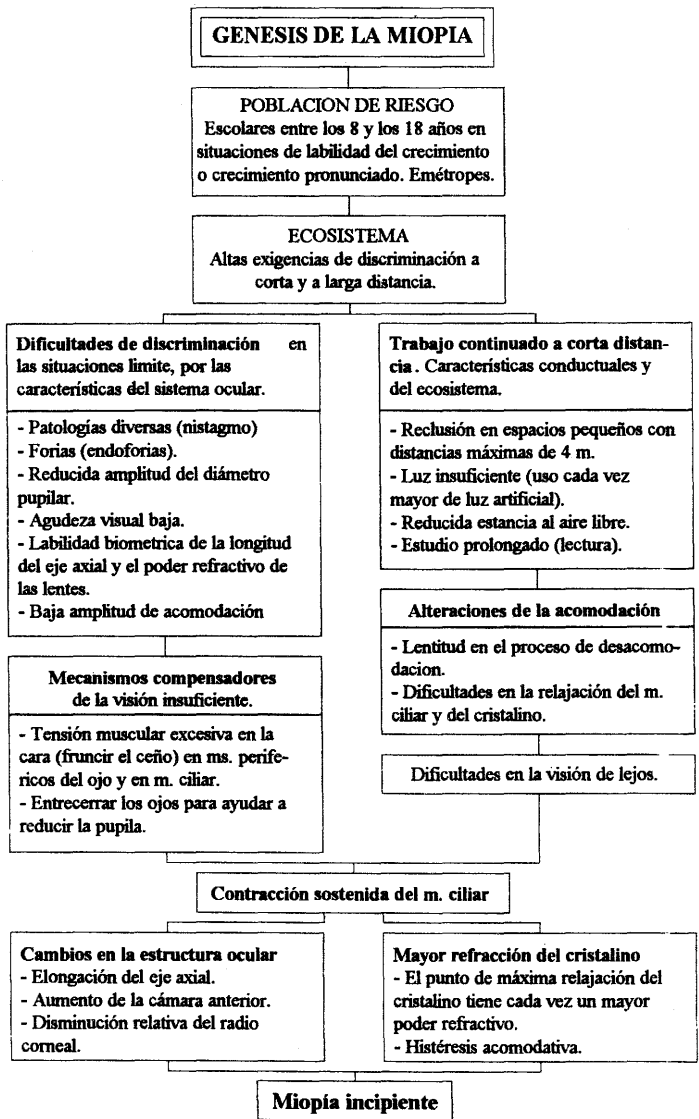 GENESIS DE LA MIOPIA
POBLACION DE RIESGO
Escolares entre los 8 y los 18 años en
situaciones de labilidad del crecimiento
o crecimiento pronunciado. Emétropes.
ECOSISTEMA
Altas exigencias de discriminación a
corta y a larga distancia.
Dificultades de discriminación en
las situaciones limite, por las
características del sistema ocular.
- Patologías diversas (nistagmo)
- Forias (endoforias).
- Reducida amplitud del diámetro
pupilar.
- Agudeza visual baja.
- Labilidad biometrica de la longitud
del eje axial y el poder refractivo de
las lentes.
- Baja amplitud de acomodación
Mecanismos compensadores
de la visión insuficiente.
- Tensión muscular excesiva en la
cara (fruncir el ceño) en ms. perife-
ricos del ojo y en m. ciliar.
- Entrecerrar los ojos para ayudar a
reducir la pupila.
Trabajo continuado a corta distan-
cia. Características conductuales y
del ecosistema.
- Reclusión en espacios pequeños con
distancias máximas de 4 m.
- Luz insuficiente (uso cada vez
mayor de luz artificial).
- Reducida estancia al aire libre.
- Estudio prolongado (lectura).
Alteraciones de la acomodación
- Lentitud en el proceso de desacomo-
dacion.
- Dificultades en la relajación del m.
ciliar y del cristalino.
Dificultades en la visión de lejos.
Contracción sostenida del m. ciliar
Cambios en la estructura ocular
- Elongación del eje axial.
- Aumento de la cámara anterior.
- Disminución relativa del radio
corneal.
Mayor refracción del cristalino
- El punto de máxima relajación del
cristalino tiene cada vez un mayor
poder refractivo.
- Histéresis acomodativa.
Miopía incipiente